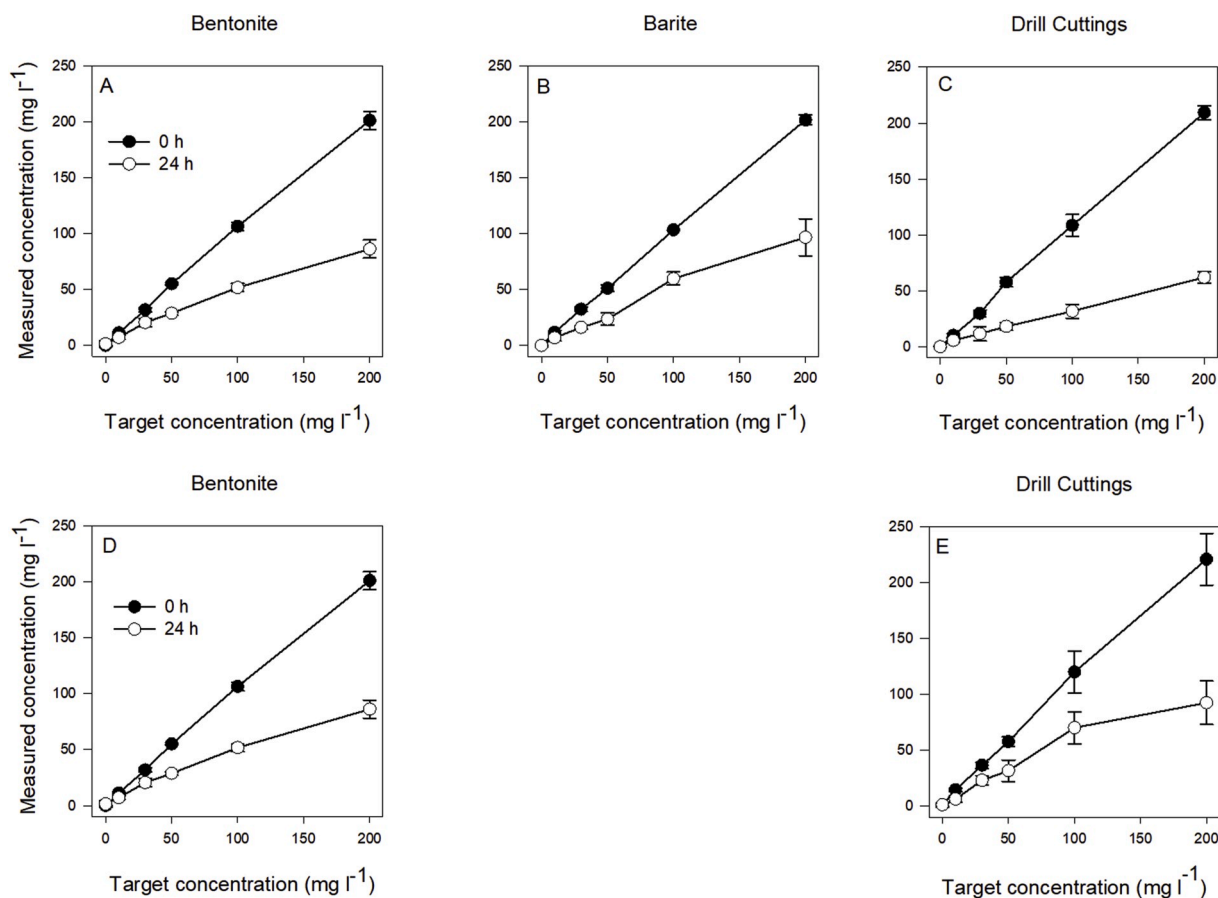 Bentonite
Barite
Drill Cuttings
Measured concentration (mg l⁻¹)
250
200
150
100
50
0
A
0 h
24 h
0 50 100 150 200
Target concentration (mg l⁻¹)
250
200
150
100
50
0
B
0 50 100 150 200
Target concentration (mg l⁻¹)
250
200
150
100
50
0
C
0 50 100 150 200
Target concentration (mg l⁻¹)
Bentonite
Drill Cuttings
Measured concentration (mg l⁻¹)
250
200
150
100
50
0
D
0 h
24 h
0 50 100 150 200
Target concentration (mg l⁻¹)
250
200
150
100
50
0
E
0 50 100 150 200
Target concentration (mg l⁻¹)